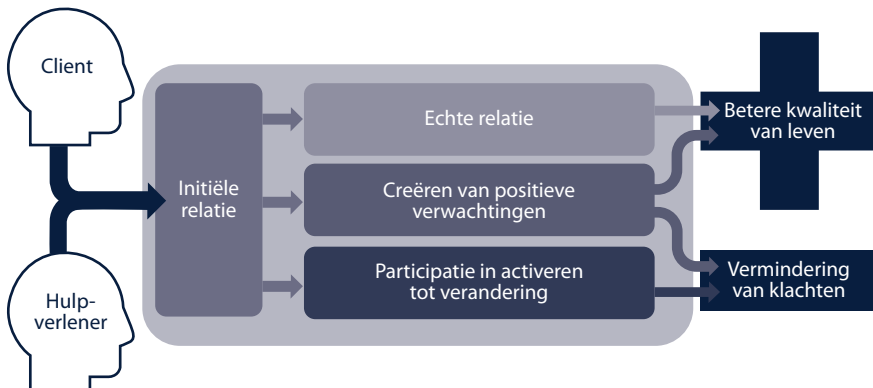 Client
Hulp-
verlener
Initiële
relatie
Echte relatie
Creëren van positieve
verwachtingen
Participatie in activeren
tot verandering
Betere kwaliteit
van leven
Vermindering
van klachten